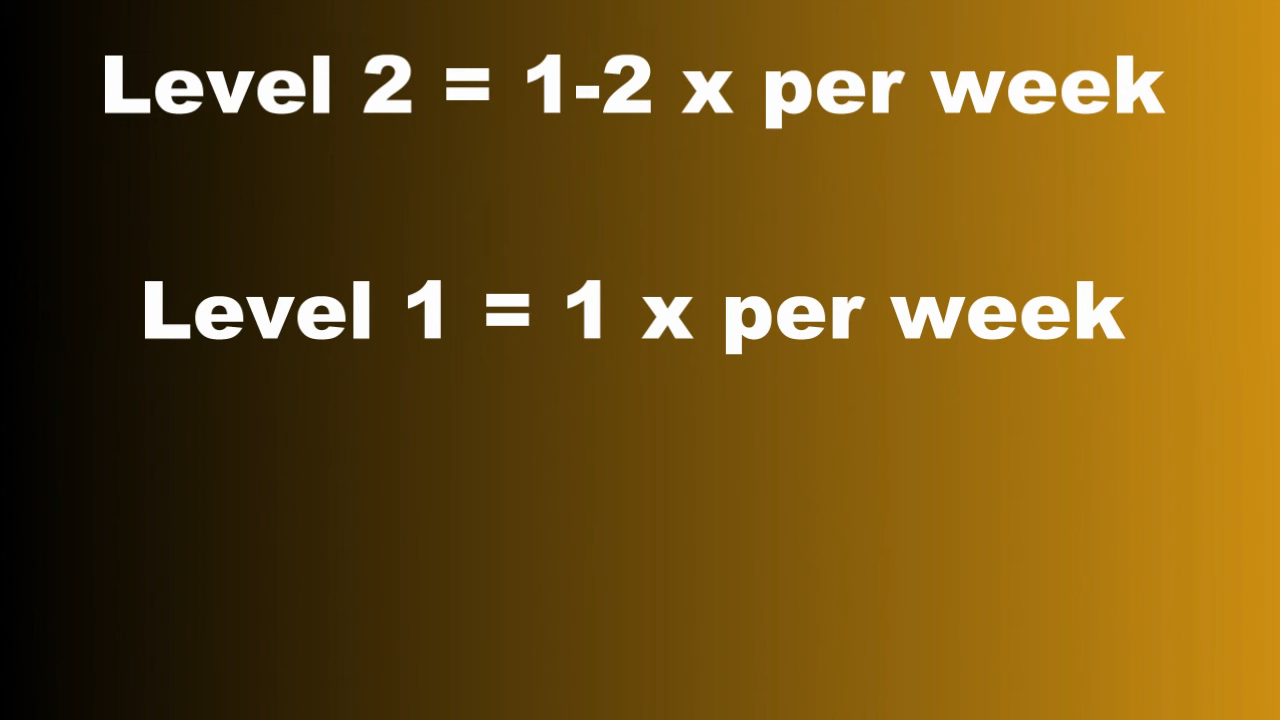 Level 2 = 1-2 x per week
Level 1 = 1 x per week